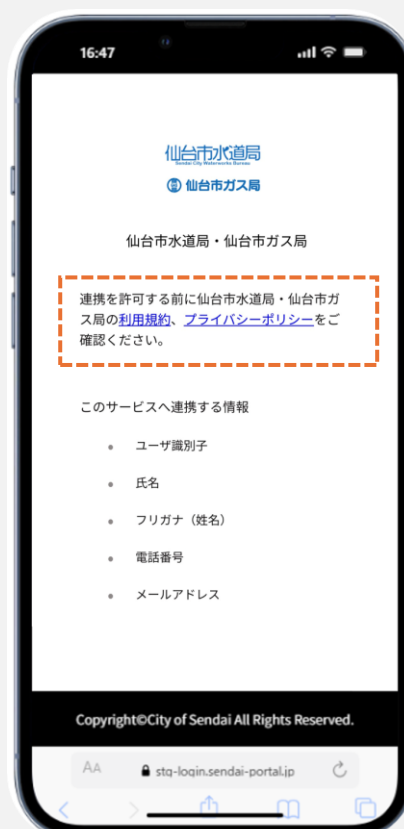 16:47
仙台市水道局
Sendai City Waterworks Bureau
仙台市ガス局
仙台市水道局・仙台市ガス局
連携を許可する前に仙台市水道局・仙台市ガ
ス局の利用規約、プライバシーポリシーをご
確認ください。
このサービスへ連携する情報
ユーザ識別子
氏名
フリガナ（姓名）
電話番号
メールアドレス
Copyright©City of Sendai All Rights Reserved.
AA stg-login.sendai-portal.jp